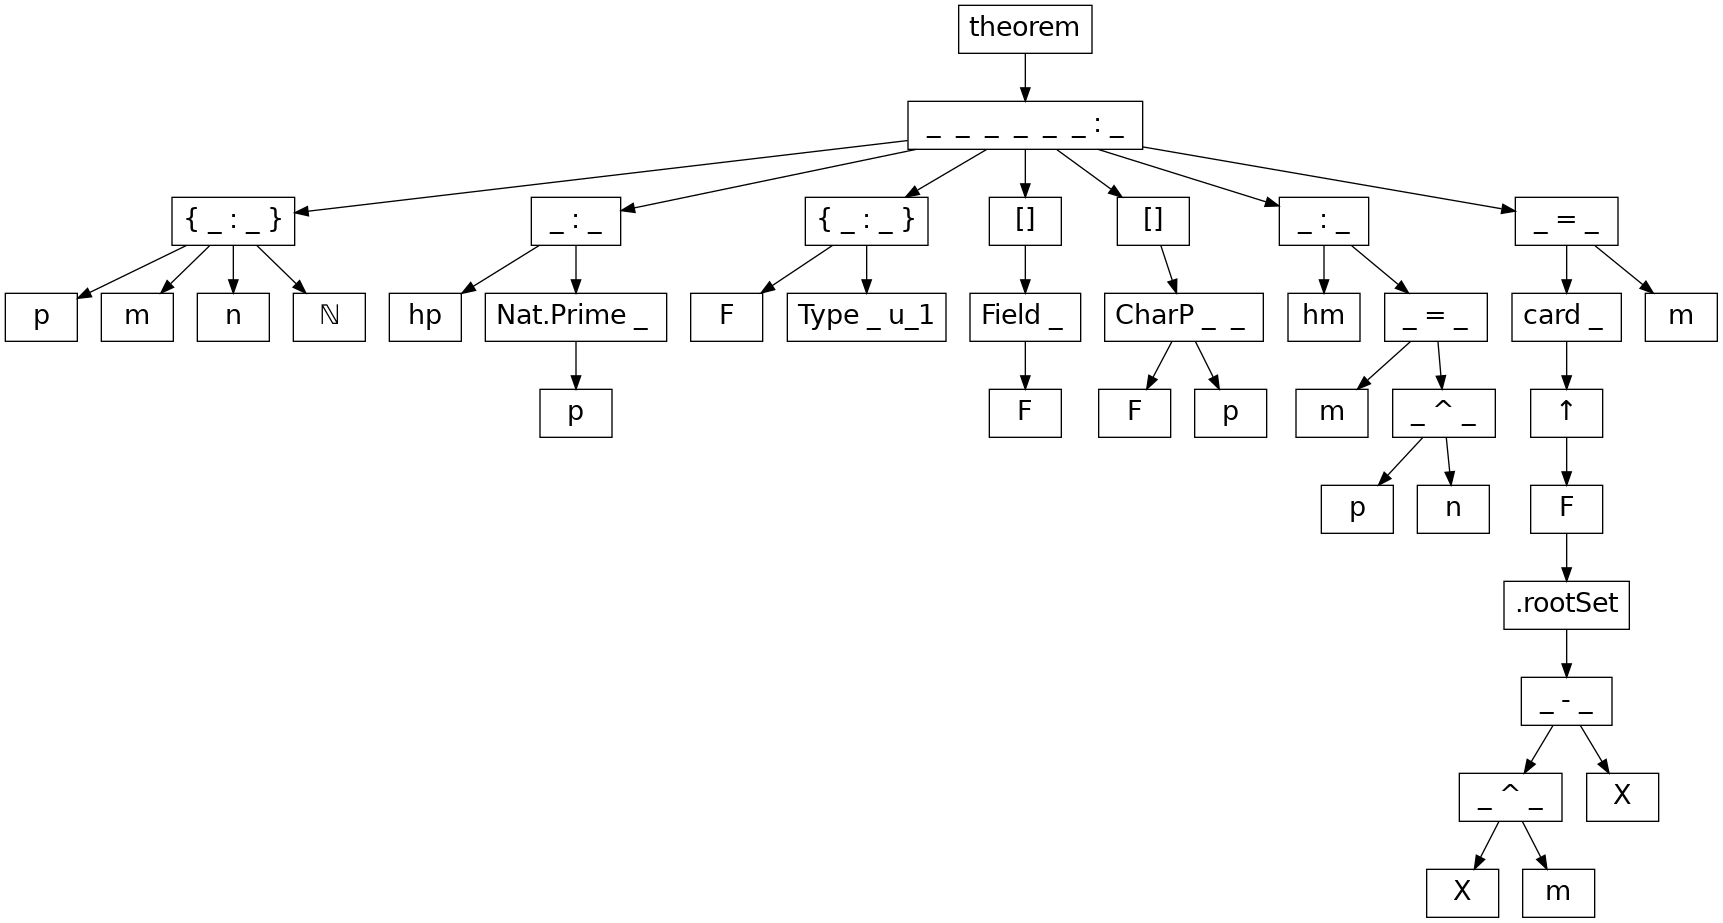 theorem
_ _ _ _ _ _ : _
{ _ : _ } _ : _ { _ : _ } [] [] _ : _ _ = _
p m n ℕ hp Nat.Prime _ F Type _ u_1 Field _ CharP _ _ hm _ = _ card _ m
p F F p m _ ^ _ ↑
p n F
.rootSet
_ - _
_ ^ _ X
X m